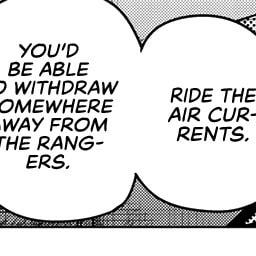 RIDE THE
AIR CUR-
RENTS.
YOU'D
BE ABLE
O WITHDRAW
OMEWHERE
AWAY FROM
THE RANG-
ERS.